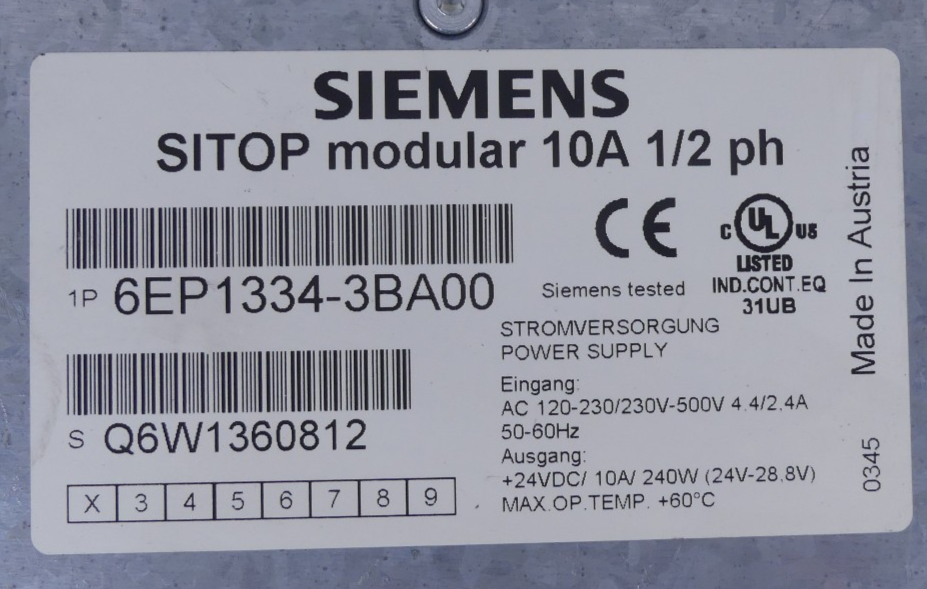 SIEMENS
SITOP modular 10A 1/2 ph
1P 6EP1334-3BA00
S Q6W1360812
X 3 4 5 6 7 8 9
CE
Siemens tested
C UL US
LISTED
IND.CONT.EQ
31UB
STROMVERSORGUNG
POWER SUPPLY
Eingang:
AC 120-230/230V-500V 4.4/2.4A
50-60Hz
Ausgang:
+24VDC/ 10A/ 240W (24V-28.8V)
MAX.OP.TEMP. +60°C
Made In Austria
0345